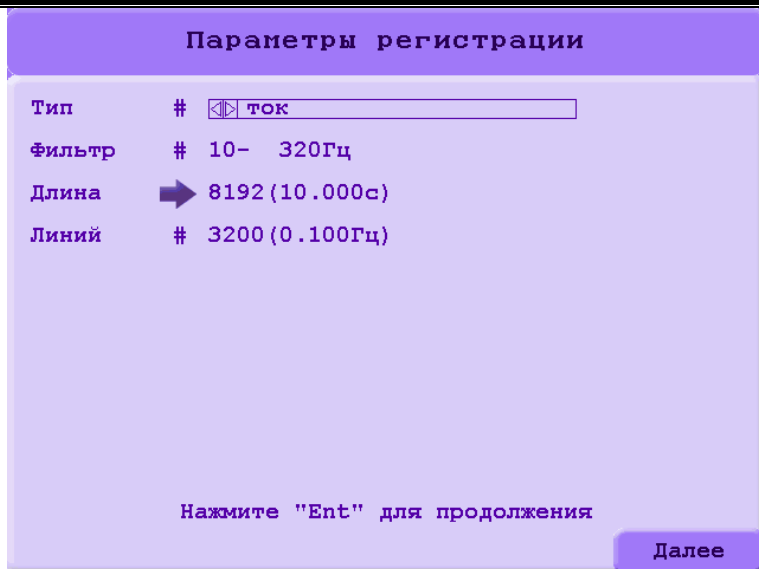 Параметры регистрации
Тип # ток
Фильтр # 10- 320Гц
Длина 8192(10.000с)
Линий # 3200(0.100Гц)
Нажмите "Ent" для продолжения
Далее